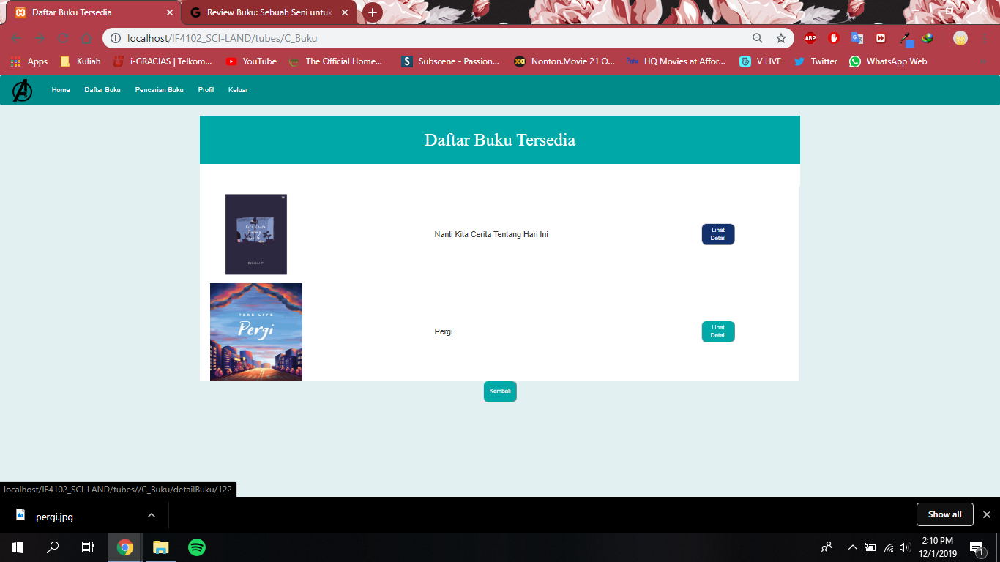 Daftar Buku Tersedia
Review Buku: Sebuah Seni untuk
localhost/IF4102_SCI-LAND/tubes/C_Buku
ABP
Apps Kuliah i-GRACIAS | Telkom... YouTube The Official Home... Subscene - Passion... Nonton.Movie 21 O... HQ Movies at Affor... V LIVE Twitter WhatsApp Web
Home Daftar Buku Pencarian Buku Profil Keluar
Daftar Buku Tersedia
Nanti Kita Cerita Tentang Hari Ini
Lihat
Detail
TERE LIYE
Pergi
Pergi
Lihat
Detail
Kembali
localhost/IF4102_SCI-LAND/tubes//C_Buku/detailBuku/122
pergi.jpg
Show all
2:10 PM
12/1/2019
1